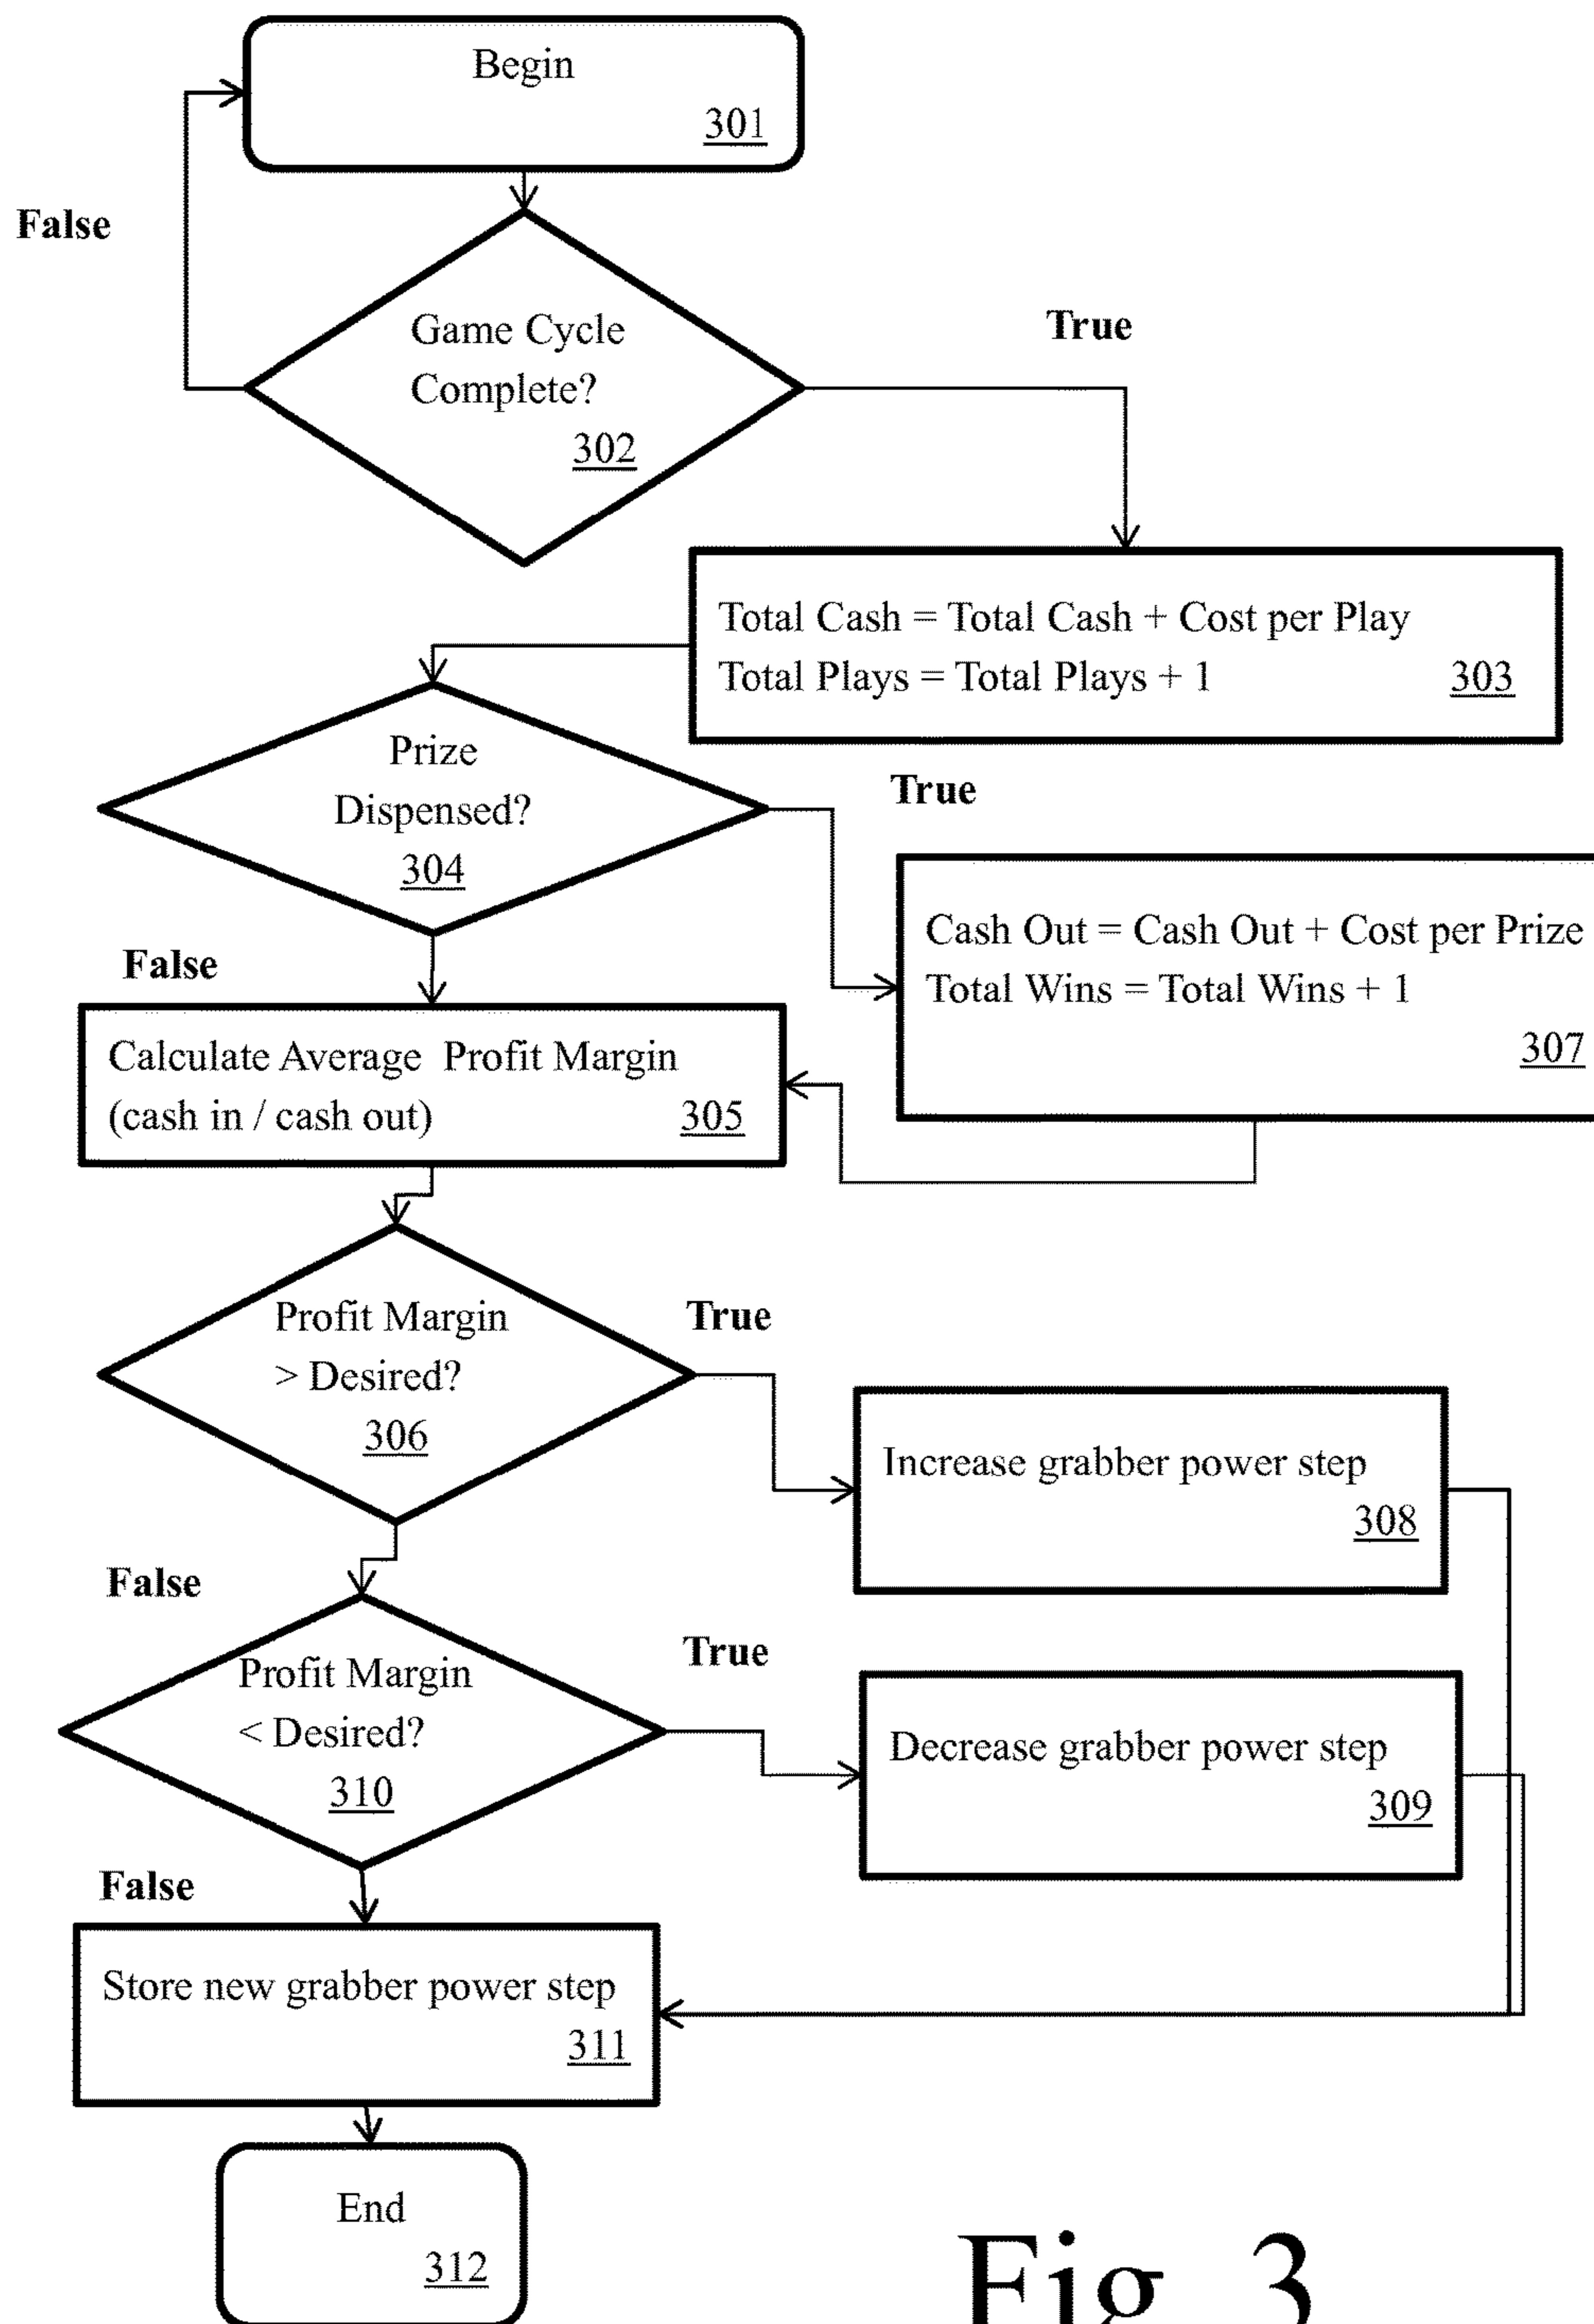 Begin
301
False
Game Cycle
Complete?
302
True
Total Cash = Total Cash + Cost per Play
Total Plays = Total Plays + 1
303
Prize
Dispensed?
304
True
False
Cash Out = Cash Out + Cost per Prize
Total Wins = Total Wins + 1
307
Calculate Average Profit Margin
(cash in / cash out)
305
Profit Margin
> Desired?
306
True
Increase grabber power step
308
False
Profit Margin
< Desired?
310
True
Decrease grabber power step
309
False
Store new grabber power step
311
End
312
Fig. 3